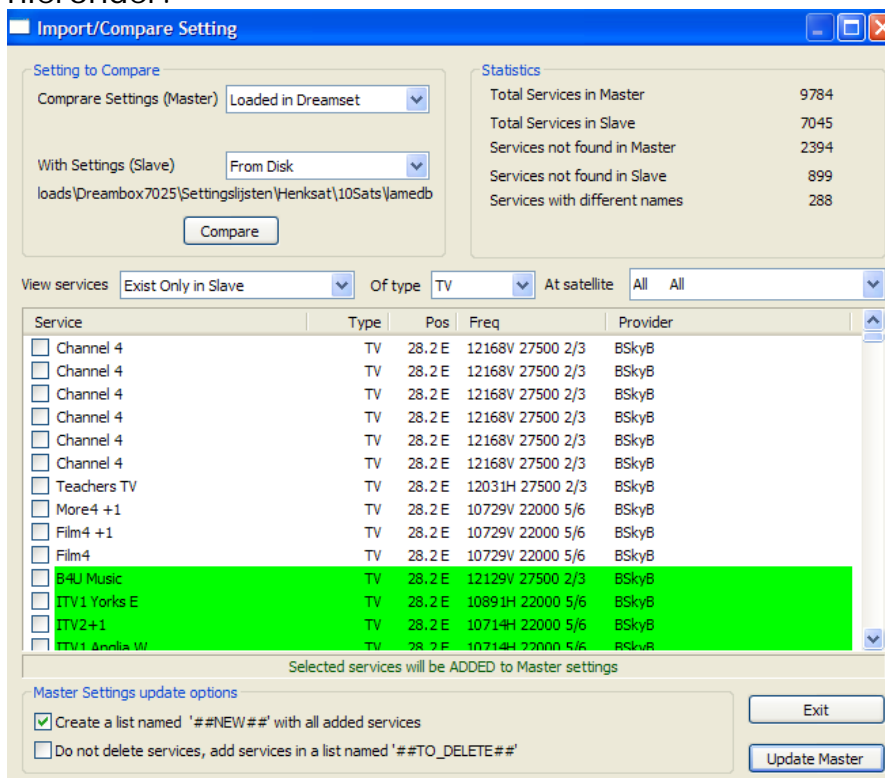 Import/Compare Setting
Setting to Compare
Comprare Settings (Master) Loaded in Dreamset
With Settings (Slave) From Disk
loads\Dreambox7025\Settingslijsten\Henksat\10Sats\lamedb
Compare
Statistics
Total Services in Master 9784
Total Services in Slave 7045
Services not found in Master 2394
Services not found in Slave 899
Services with different names 288
View services Exist Only in Slave Of type TV At satellite All All
Service Type Pos Freq Provider
Channel 4 TV 28.2 E 12168V 27500 2/3 BSkyB
Channel 4 TV 28.2 E 12168V 27500 2/3 BSkyB
Channel 4 TV 28.2 E 12168V 27500 2/3 BSkyB
Channel 4 TV 28.2 E 12168V 27500 2/3 BSkyB
Channel 4 TV 28.2 E 12168V 27500 2/3 BSkyB
Channel 4 TV 28.2 E 12168V 27500 2/3 BSkyB
Teachers TV TV 28.2 E 12031H 27500 2/3 BSkyB
More4 +1 TV 28.2 E 10729V 22000 5/6 BSkyB
Film4 +1 TV 28.2 E 10729V 22000 5/6 BSkyB
Film4 TV 28.2 E 10729V 22000 5/6 BSkyB
B4U Music TV 28.2 E 12129V 27500 2/3 BSkyB
ITV1 Yorks E TV 28.2 E 10891H 22000 5/6 BSkyB
ITV2+1 TV 28.2 E 10714H 22000 5/6 BSkyB
ITV1 Anglia W TV 28.2 E 10714H 22000 5/6 BSkyB
Selected services will be ADDED to Master settings
Master Settings update options
Create a list named '##NEW##' with all added services
Do not delete services, add services in a list named '##TO_DELETE##'
Exit
Update Master